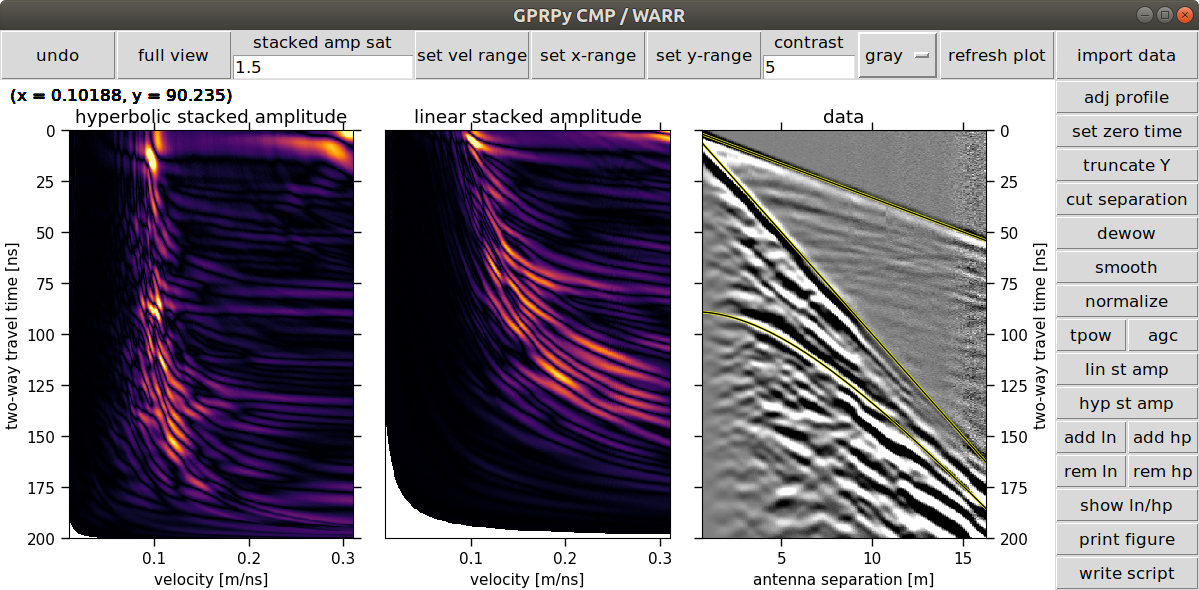 GPRPy CMP / WARR
undo
full view
stacked amp sat
1.5
set vel range
set x-range
set y-range
contrast
5
gray
refresh plot
import data
(x = 0.10188, y = 90.235)
hyperbolic stacked amplitude
linear stacked amplitude
data
two-way travel time [ns]
0
25
50
75
100
125
150
175
200
0.1
0.2
0.3
velocity [m/ns]
0.1
0.2
0.3
velocity [m/ns]
5
10
15
antenna separation [m]
0
25
50
75
100
125
150
175
200
two-way travel time [ns]
adj profile
set zero time
truncate Y
cut separation
dewow
smooth
normalize
tpow
agc
lin st amp
hyp st amp
add ln
add hp
rem ln
rem hp
show ln/hp
print figure
write script